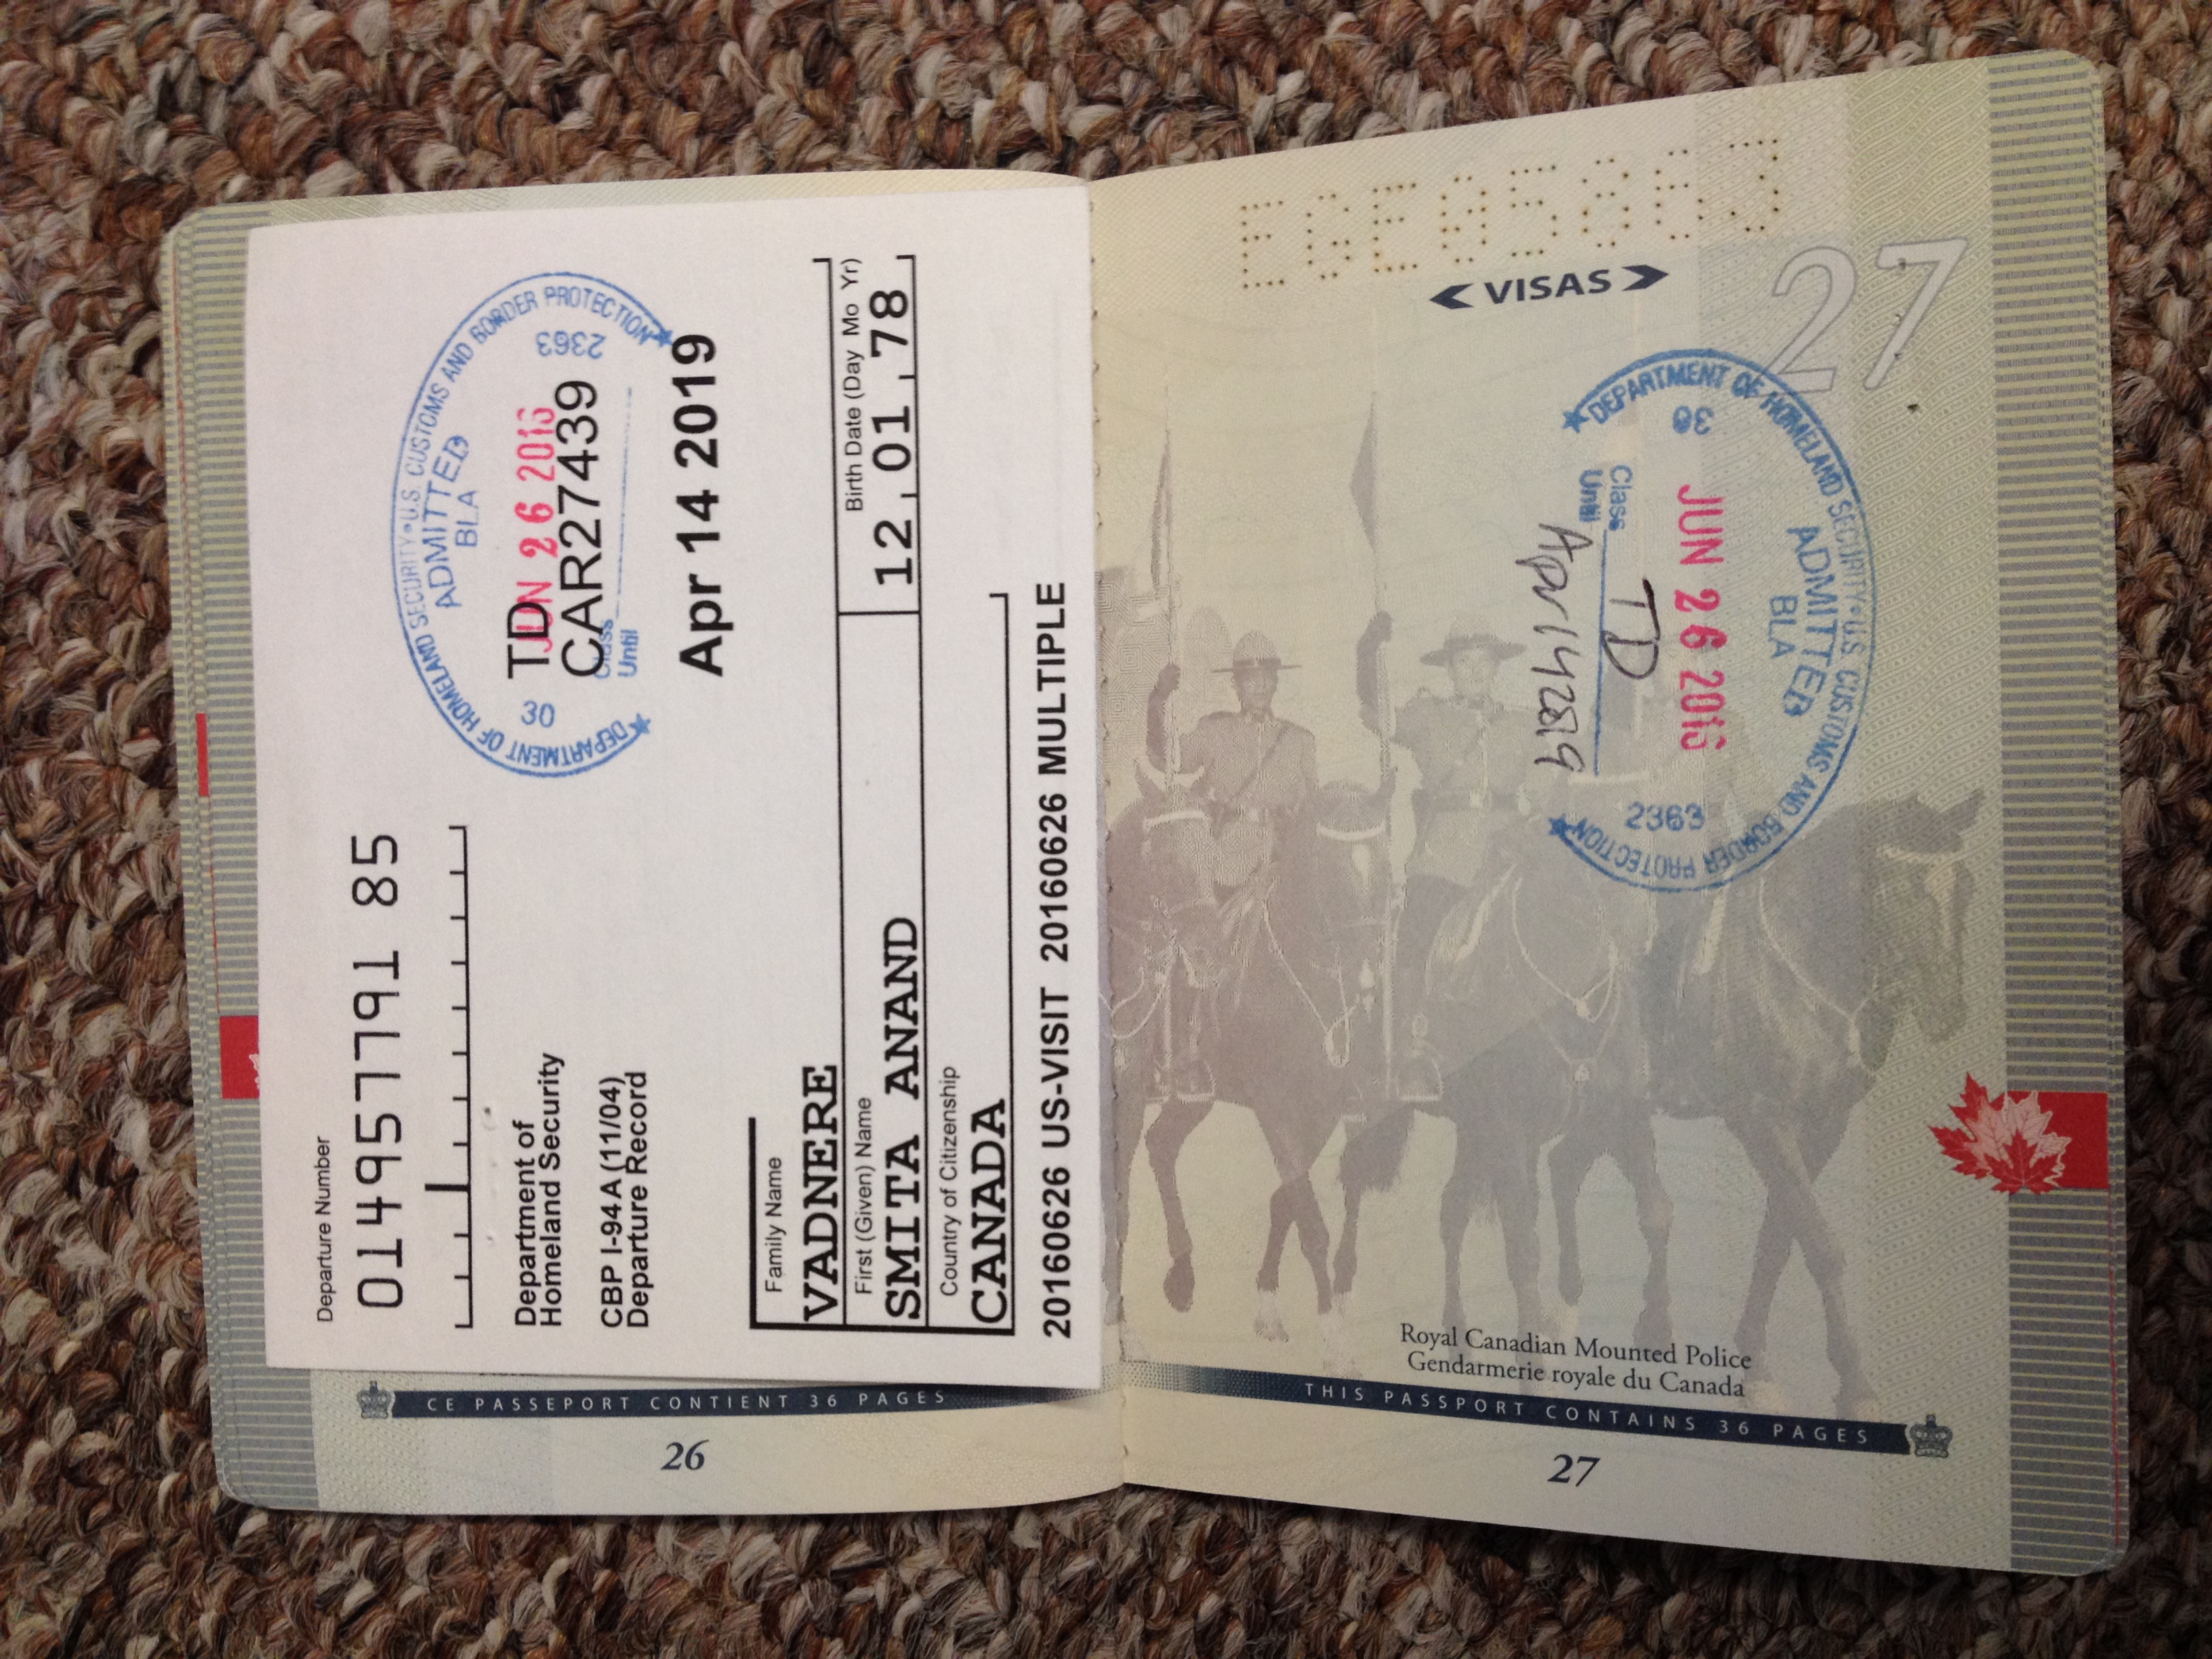 Departure Number
014957791 85
Department of
Homeland Security
CBP I-94A (11/04)
Departure Record
DEPARTMENT OF HOMELAND SECURITY • U.S. CUSTOMS AND BORDER PROTECTION
ADMITTED
BLA
30
JUN 26 2016
2363
TD
CAR27439
Class
Until
Apr 14 2019
Family Name
VADNERE
First (Given) Name
Birth Date (Day Mo Yr)
SMITA ANAND
12 , 01 , 78
Country of Citizenship
CANADA
20160626 US-VISIT 20160626 MULTIPLE
CE PASSEPORT CONTIENT 36 PAGES
26
THIS PASSPORT CONTAINS 36 PAGES
27
Royal Canadian Mounted Police
Gendarmerie royale du Canada
VISAS
27
DEPARTMENT OF HOMELAND SECURITY • U.S. CUSTOMS AND BORDER PROTECTION
ADMITTED
BLA
30
JUN 26 2016
2363
Class TD
Until Apr 14 2019